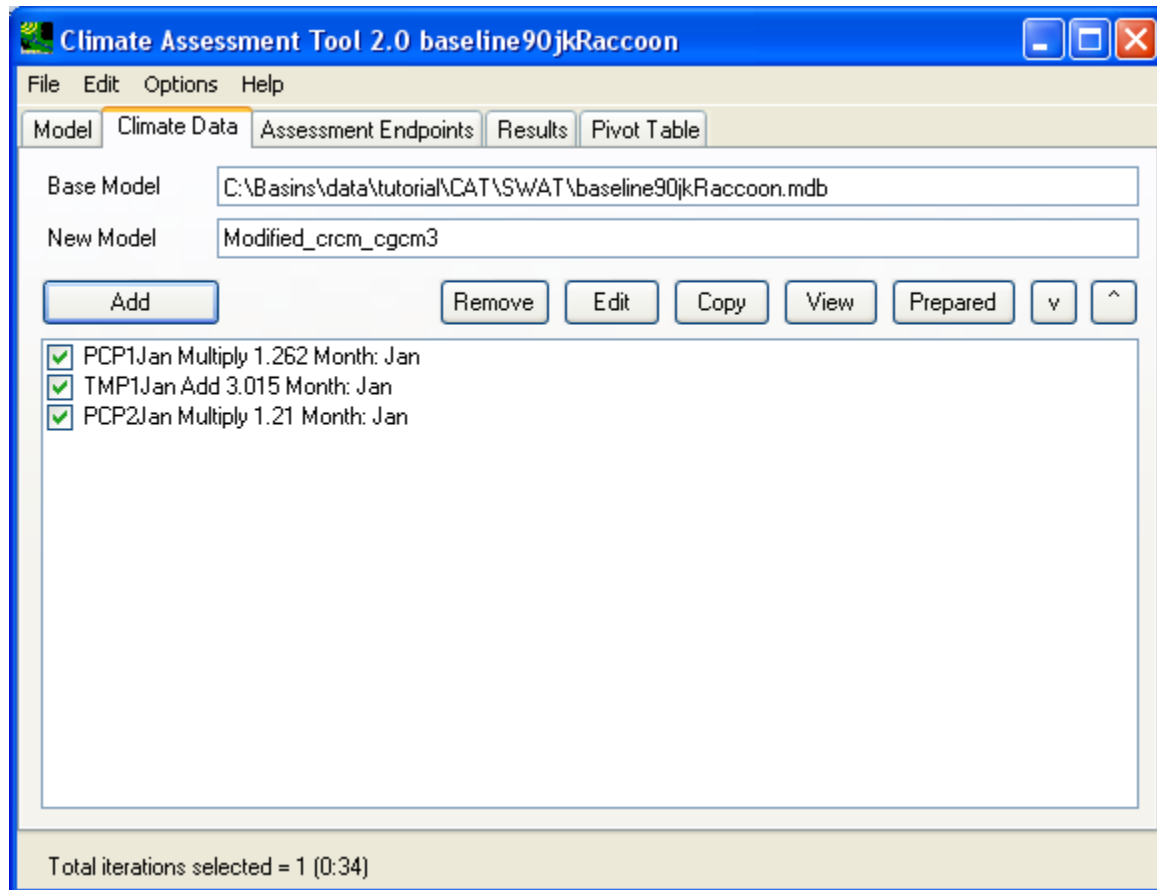 Climate Assessment Tool 2.0 baseline90jkRaccoon
File Edit Options Help
Model Climate Data Assessment Endpoints Results Pivot Table
Base Model C:\Basins\data\tutorial\CAT\SWAT\baseline90jkRaccoon.mdb
New Model Modified_crcm_cgcm3
Add Remove Edit Copy View Prepared v ^
PCP1Jan Multiply 1.262 Month: Jan
TMP1Jan Add 3.015 Month: Jan
PCP2Jan Multiply 1.21 Month: Jan
Total iterations selected = 1 (0:34)